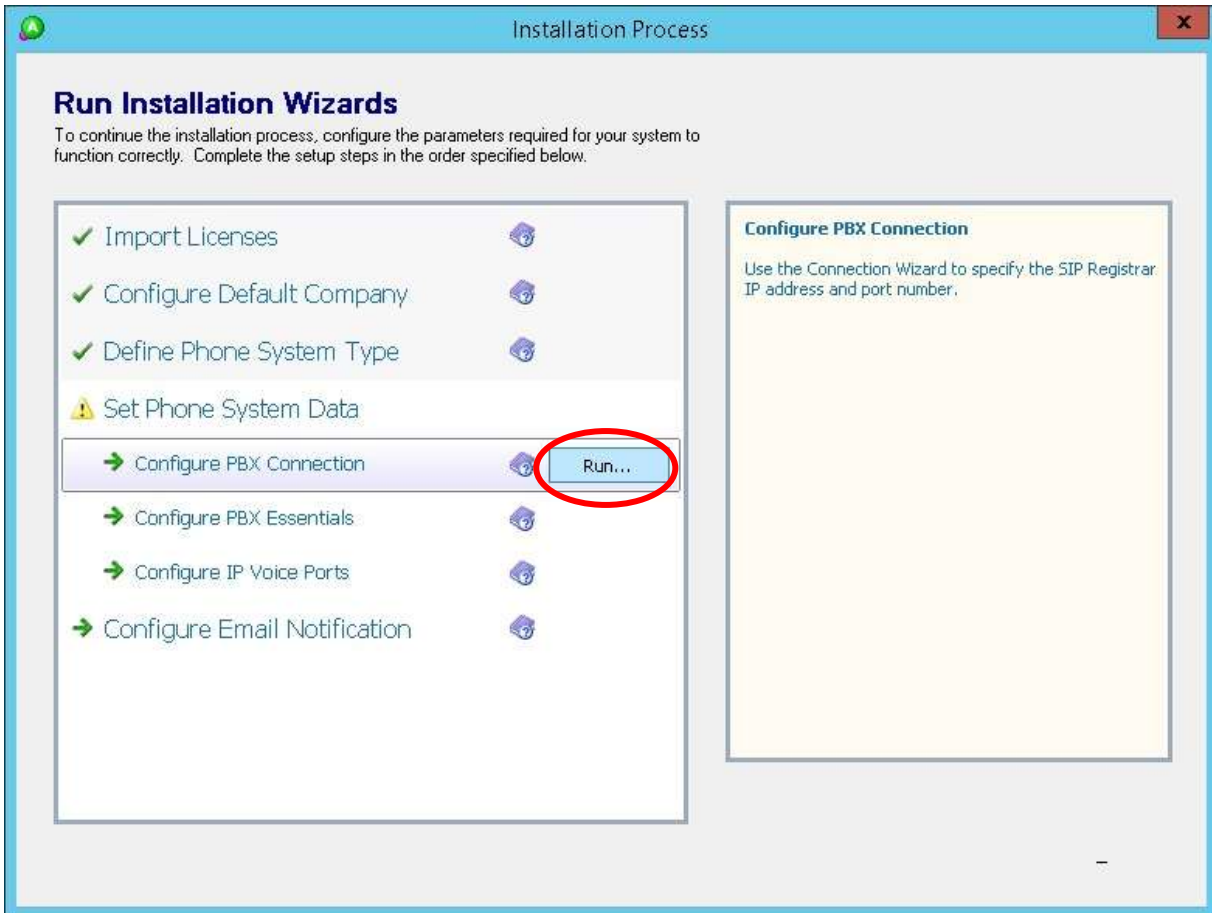 Installation Process
x
Run Installation Wizards
To continue the installation process, configure the parameters required for your system to
function correctly. Complete the setup steps in the order specified below.
Import Licenses
Configure Default Company
Define Phone System Type
Set Phone System Data
Configure PBX Connection
Run...
Configure PBX Essentials
Configure IP Voice Ports
Configure Email Notification
Configure PBX Connection
Use the Connection Wizard to specify the SIP Registrar
IP address and port number.